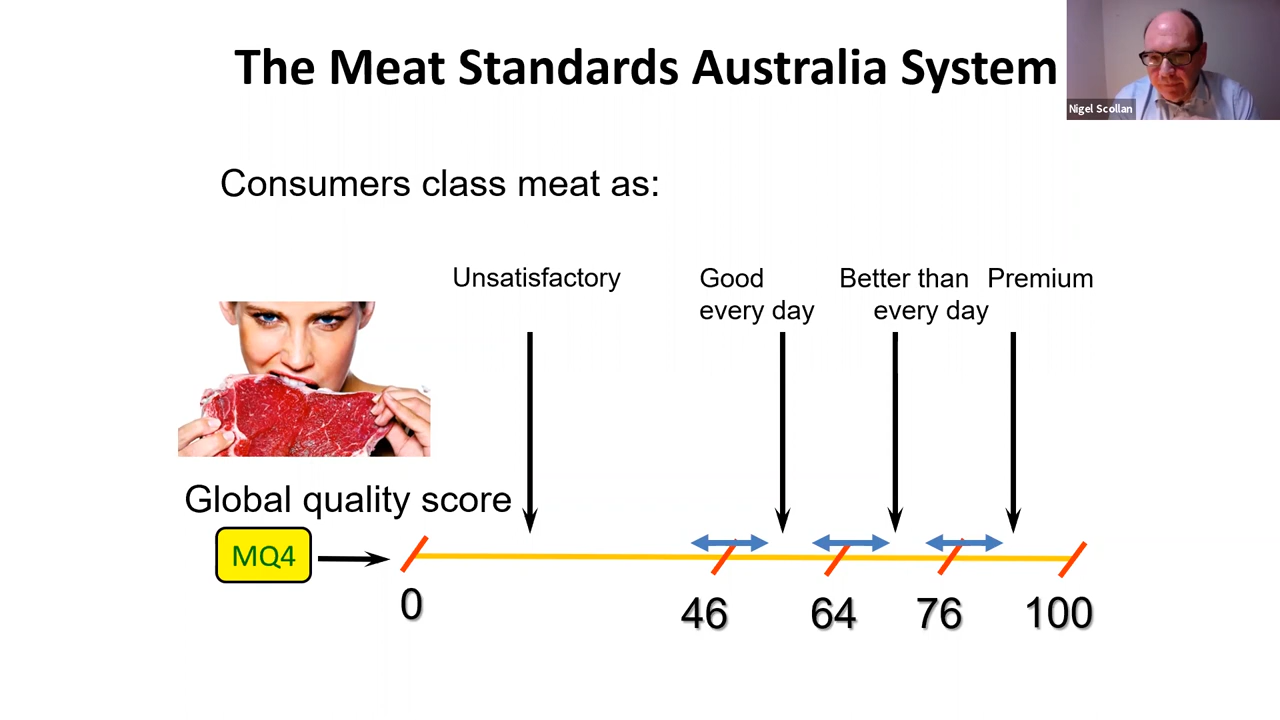 The Meat Standards Australia System
Nigel Scollan
Consumers class meat as:
Unsatisfactory
Good
every day
Better than
every day
Premium
Global quality score
MQ4
0
46
64
76
100